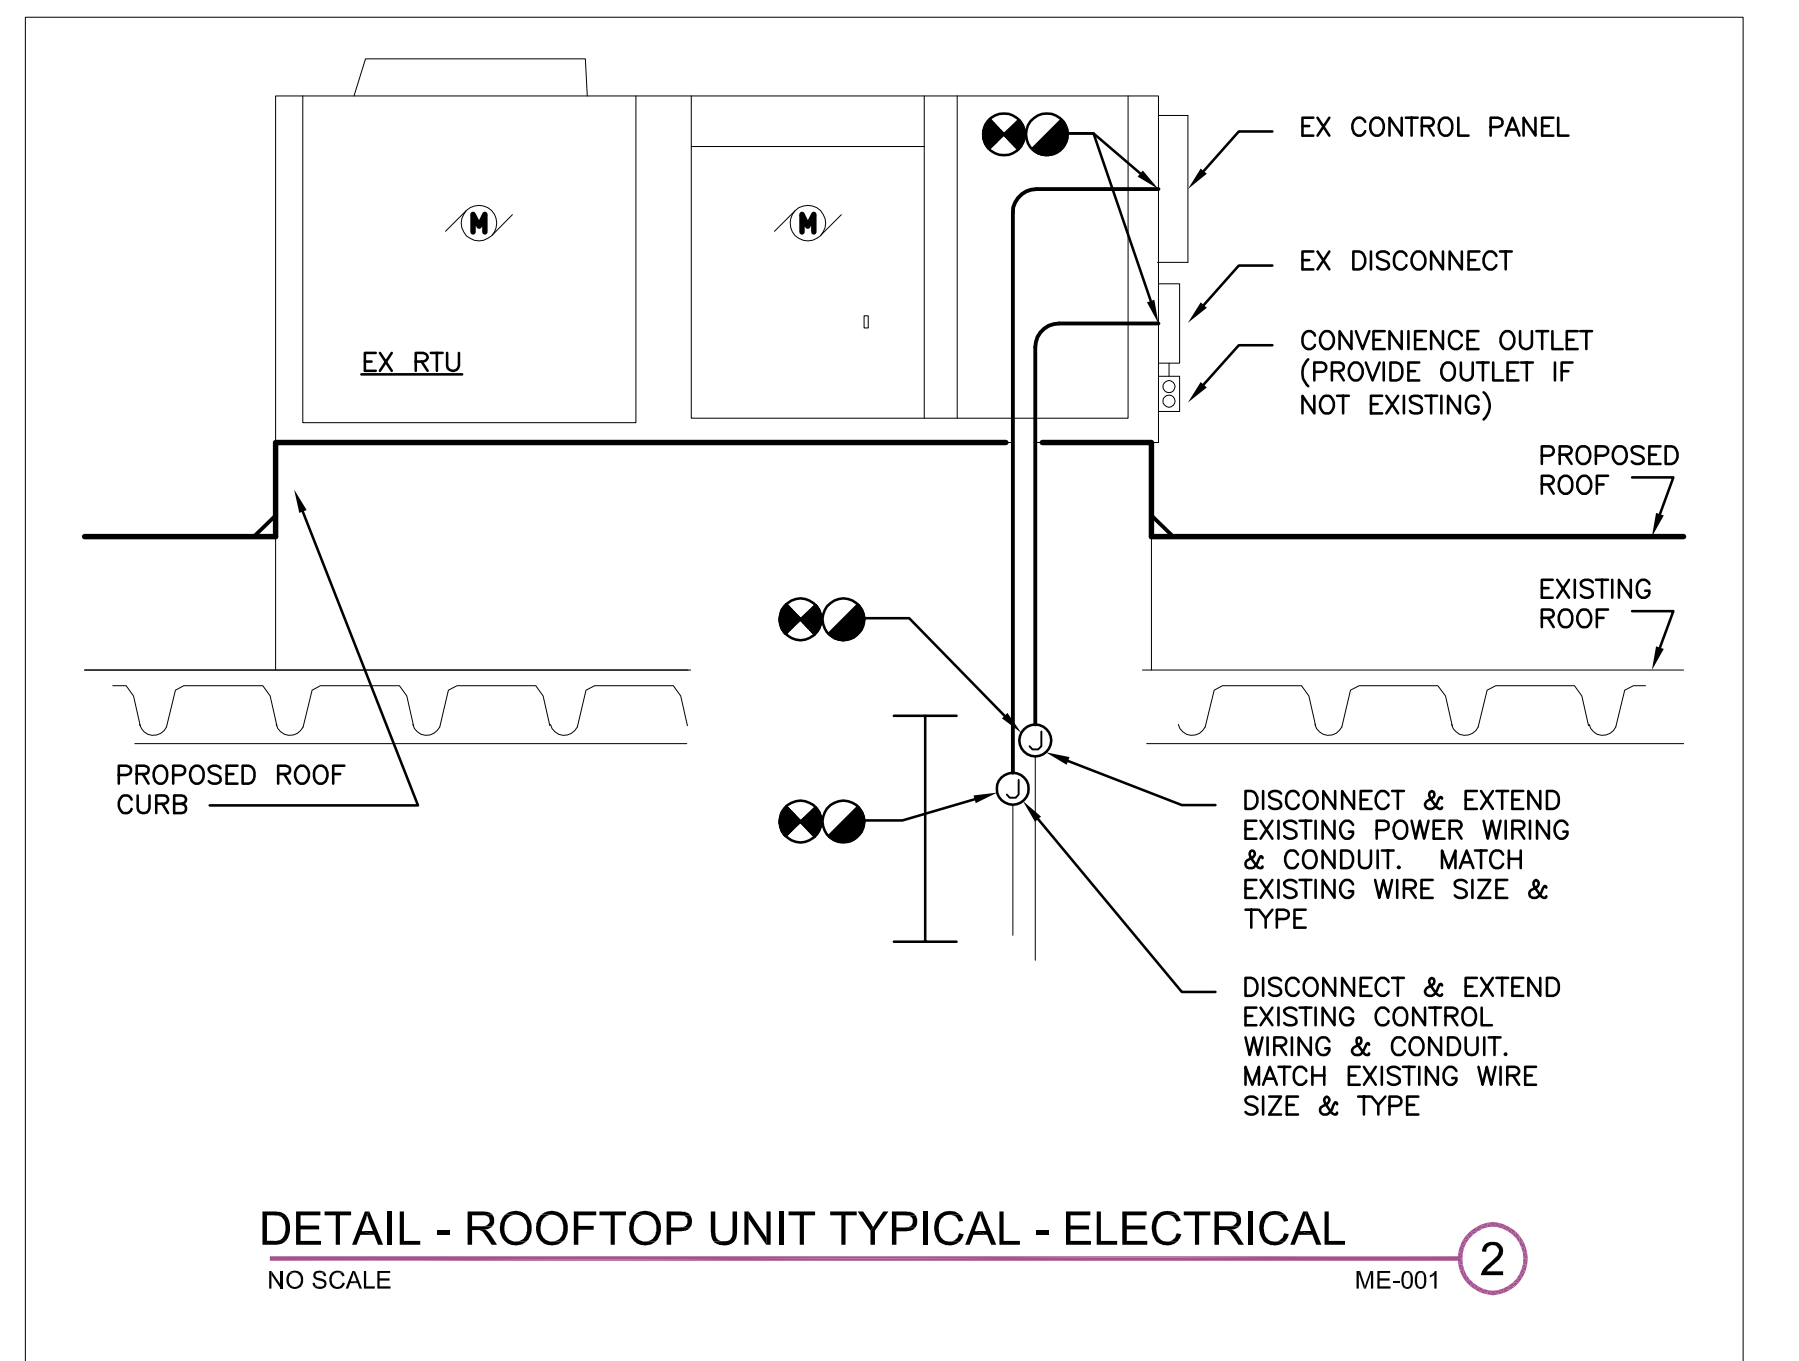 EX CONTROL PANEL
M
M
EX DISCONNECT
CONVENIENCE OUTLET
(PROVIDE OUTLET IF
NOT EXISTING)
EX RTU
PROPOSED
ROOF
EXISTING
ROOF
J
J
PROPOSED ROOF
CURB
DISCONNECT & EXTEND
EXISTING POWER WIRING
& CONDUIT. MATCH
EXISTING WIRE SIZE &
TYPE
DISCONNECT & EXTEND
EXISTING CONTROL
WIRING & CONDUIT.
MATCH EXISTING WIRE
SIZE & TYPE
DETAIL - ROOFTOP UNIT TYPICAL - ELECTRICAL
2
NO SCALE
ME-001